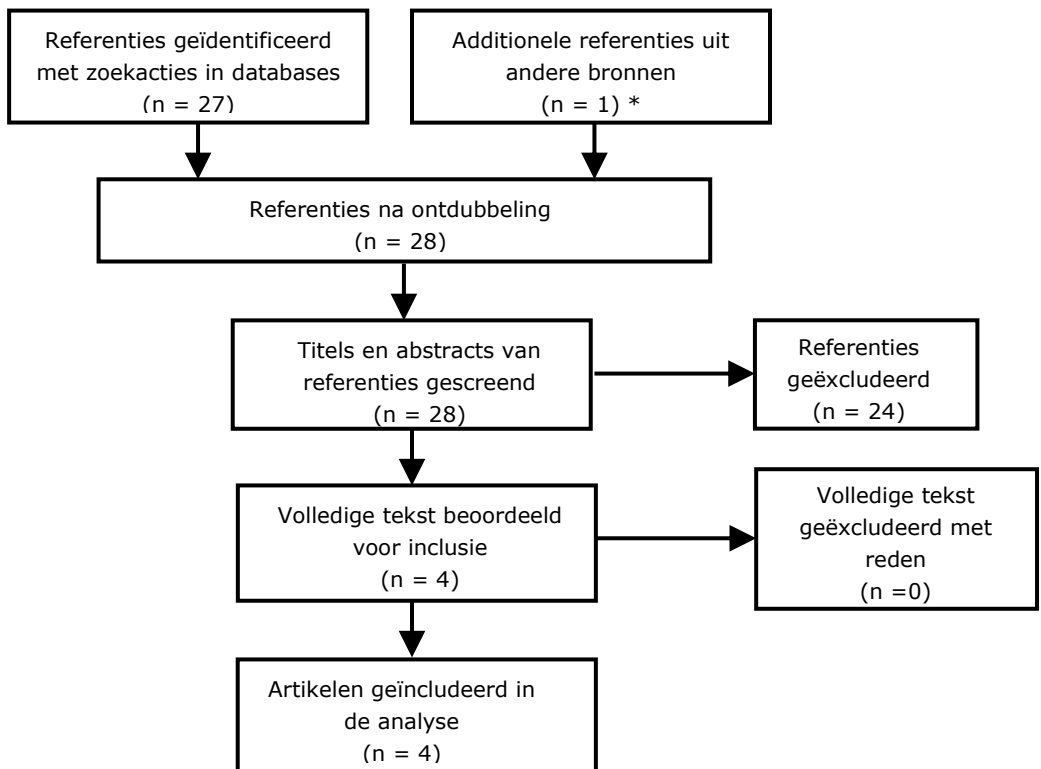 Referenties geïdentificeerd
met zoekacties in databases
(n = 27)
Additionele referenties uit
andere bronnen
(n = 1) *
Referenties na ontdubbeling
(n = 28)
Titels en abstracts van
referenties gescreend
(n = 28)
Referenties
geëxcludeerd
(n = 24)
Volledige tekst beoordeeld
voor inclusie
(n = 4)
Volledige tekst
geëxcludeerd met
reden
(n =0)
Artikelen geïncludeerd in
de analyse
(n = 4)